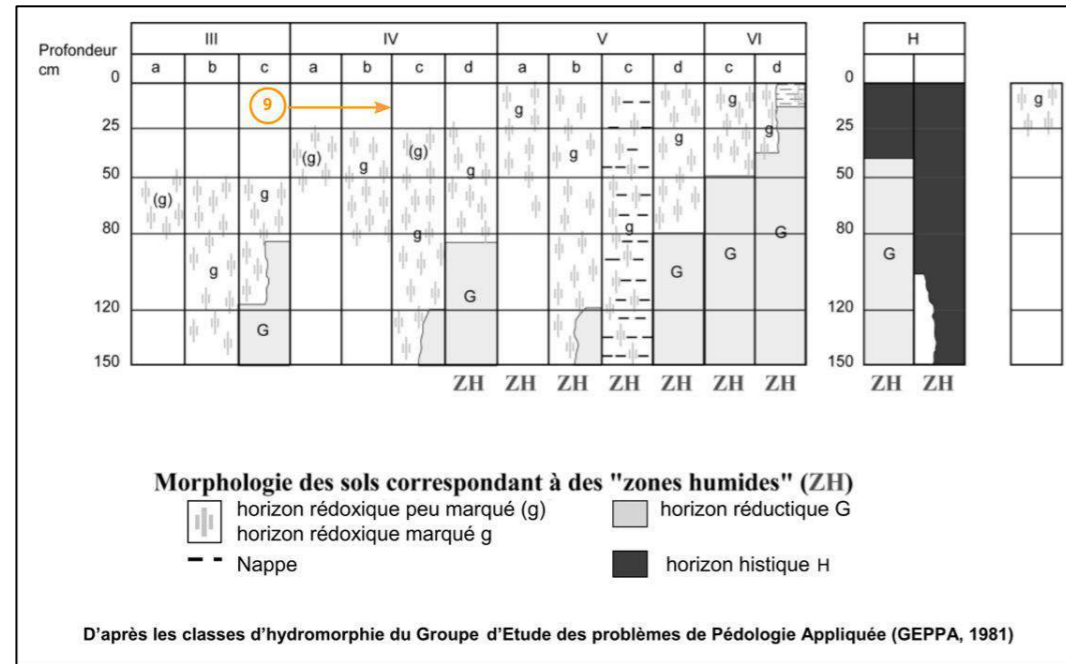 III IV V VI H
Profondeur
cm
a b c a b c d a b c d c d
0 0
9 g g g
25 25
(g) g (g) g g g g
50 50
(g) g
80 80
g g g G G G G
120 120
G G
150 150
ZH ZH ZH ZH ZH ZH ZH ZH ZH
Morphologie des sols correspondant à des "zones humides" (ZH)
horizon rédoxique peu marqué (g) horizon réductique G
horizon rédoxique marqué g
Nappe horizon histique H
D'après les classes d'hydromorphie du Groupe d'Etude des problèmes de Pédologie Appliquée (GEPPA, 1981)